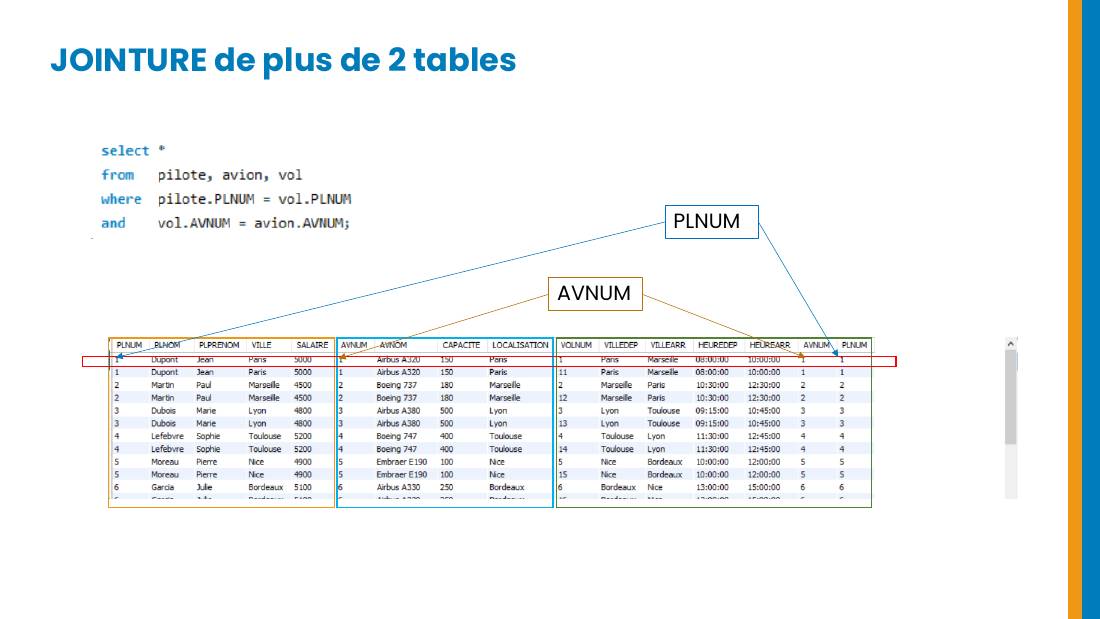 JOINTURE de plus de 2 tables
select *
from pilote, avion, vol
where pilote.PLNUM = vol.PLNUM
and vol.AVNUM = avion.AVNUM;
PLNUM
AVNUM
PLNUM PLNOM PLPRENOM VILLE SALAIRE AVNUM AVNOM CAPACITE LOCALISATION VOLNUM VILLEDEP VILLEARR HEUREDEP HEUREARR AVNUM PLNUM
1 Dupont Jean Paris 5000 1 Airbus A320 150 Paris 1 Paris Marseille 08:00:00 10:00:00 1 1
1 Dupont Jean Paris 5000 1 Airbus A320 150 Paris 11 Paris Marseille 08:00:00 10:00:00 1 1
2 Martin Paul Marseille 4500 2 Boeing 737 180 Marseille 2 Marseille Paris 10:30:00 12:30:00 2 2
2 Martin Paul Marseille 4500 2 Boeing 737 180 Marseille 12 Marseille Paris 10:30:00 12:30:00 2 2
3 Dubois Marie Lyon 4800 3 Airbus A380 500 Lyon 3 Lyon Toulouse 09:15:00 10:45:00 3 3
3 Dubois Marie Lyon 4800 3 Airbus A380 500 Lyon 13 Lyon Toulouse 09:15:00 10:45:00 3 3
4 Lefebvre Sophie Toulouse 5200 4 Boeing 747 400 Toulouse 4 Toulouse Lyon 11:30:00 12:45:00 4 4
4 Lefebvre Sophie Toulouse 5200 4 Boeing 747 400 Toulouse 14 Toulouse Lyon 11:30:00 12:45:00 4 4
5 Moreau Pierre Nice 4900 5 Embraer E190 100 Nice 5 Nice Bordeaux 10:00:00 12:00:00 5 5
5 Moreau Pierre Nice 4900 5 Embraer E190 100 Nice 15 Nice Bordeaux 10:00:00 12:00:00 5 5
6 Garcia Julie Bordeaux 5100 6 Airbus A330 250 Bordeaux 6 Bordeaux Nice 13:00:00 15:00:00 6 6